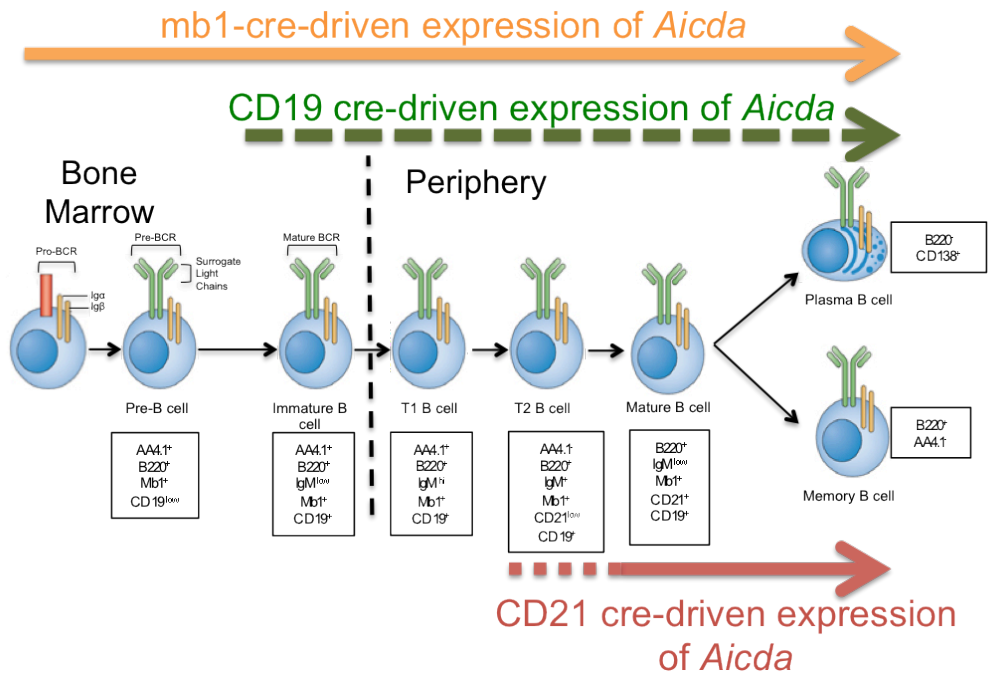 mb1-cre-driven expression of Aicda
CD19 cre-driven expression of Aicda
Bone
Marrow
Periphery
Pro-BCR
Igα
Igβ
Pre-BCR
Surrogate
Light
Chains
Mature BCR
Pre-B cell
AA4.1⁺
B220⁺
Mb1⁺
CD19ˡᵒʷ
Immature B
cell
AA4.1⁺
B220⁺
IgMˡᵒʷ
Mb1⁺
CD19⁺
T1 B cell
AA4.1⁺
B220⁺
IgMʰⁱ
Mb1⁺
CD19⁺
T2 B cell
AA4.1⁻
B220⁺
IgM⁺
Mb1⁺
CD21ˡᵒʷ
CD19⁺
Mature B cell
B220⁺
IgMˡᵒʷ
Mb1⁺
CD21⁺
CD19⁺
Plasma B cell
B220⁻
CD138⁺
Memory B cell
B220⁺
AA4.1⁻
CD21 cre-driven expression
of Aicda